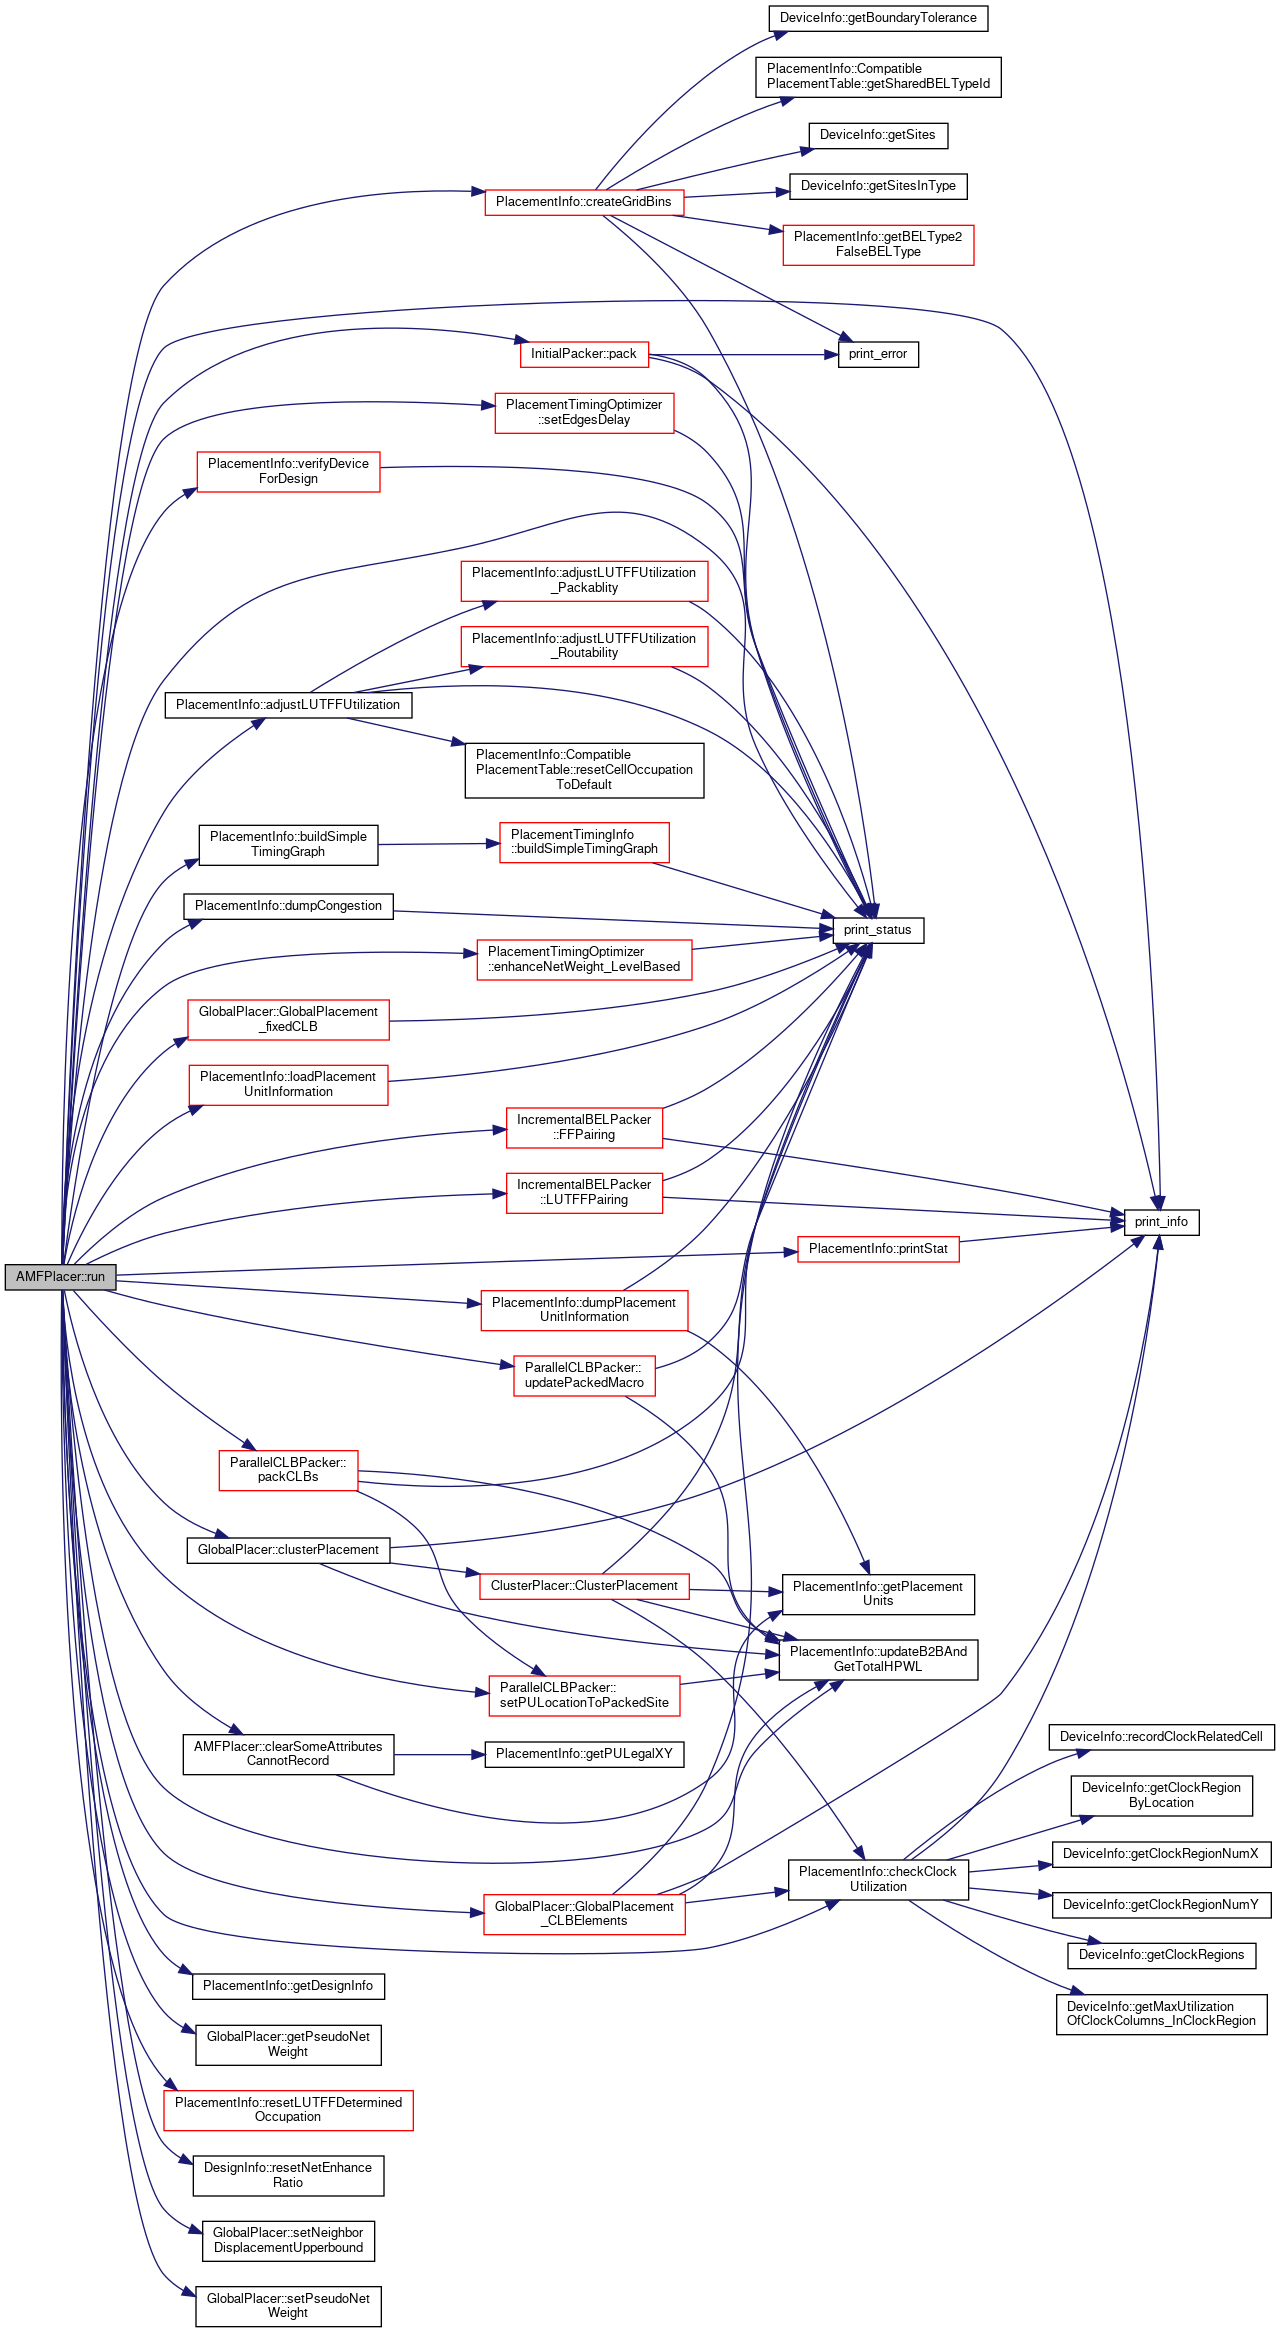 DeviceInfo::getBoundaryTolerance
PlacementInfo::Compatible
PlacementTable::getSharedBELTypeId
DeviceInfo::getSites
DeviceInfo::getSitesInType
PlacementInfo::createGridBins
PlacementInfo::getBELType2
FalseBELType
InitialPacker::pack
print_error
PlacementTimingOptimizer
::setEdgesDelay
PlacementInfo::verifyDevice
ForDesign
PlacementInfo::adjustLUTFFUtilization
_Packablity
PlacementInfo::adjustLUTFFUtilization
_Routability
PlacementInfo::adjustLUTFFUtilization
PlacementInfo::Compatible
PlacementTable::resetCellOccupation
ToDefault
PlacementInfo::buildSimple
TimingGraph
PlacementTimingInfo
::buildSimpleTimingGraph
PlacementInfo::dumpCongestion
print_status
PlacementTimingOptimizer
::enhanceNetWeight_LevelBased
GlobalPlacer::GlobalPlacement
_fixedCLB
PlacementInfo::loadPlacement
UnitInformation
IncrementalBELPacker
::FFPairing
IncrementalBELPacker
::LUTFFPairing
print_info
PlacementInfo::printStat
AMFPlacer::run
PlacementInfo::dumpPlacement
UnitInformation
ParallelCLBPacker::
updatePackedMacro
ParallelCLBPacker::
packCLBs
GlobalPlacer::clusterPlacement
ClusterPlacer::ClusterPlacement
PlacementInfo::getPlacement
Units
PlacementInfo::updateB2BAnd
GetTotalHPWL
ParallelCLBPacker::
setPULocationToPackedSite
AMFPlacer::clearSomeAttributes
CannotRecord
PlacementInfo::getPULegalXY
DeviceInfo::recordClockRelatedCell
DeviceInfo::getClockRegion
ByLocation
DeviceInfo::getClockRegionNumX
PlacementInfo::checkClock
Utilization
DeviceInfo::getClockRegionNumY
GlobalPlacer::GlobalPlacement
_CLBElements
DeviceInfo::getClockRegions
PlacementInfo::getDesignInfo
DeviceInfo::getMaxUtilization
OfClockColumns_InClockRegion
GlobalPlacer::getPseudoNet
Weight
PlacementInfo::resetLUTFFDetermined
Occupation
DesignInfo::resetNetEnhance
Ratio
GlobalPlacer::setNeighbor
DisplacementUpperbound
GlobalPlacer::setPseudoNet
Weight